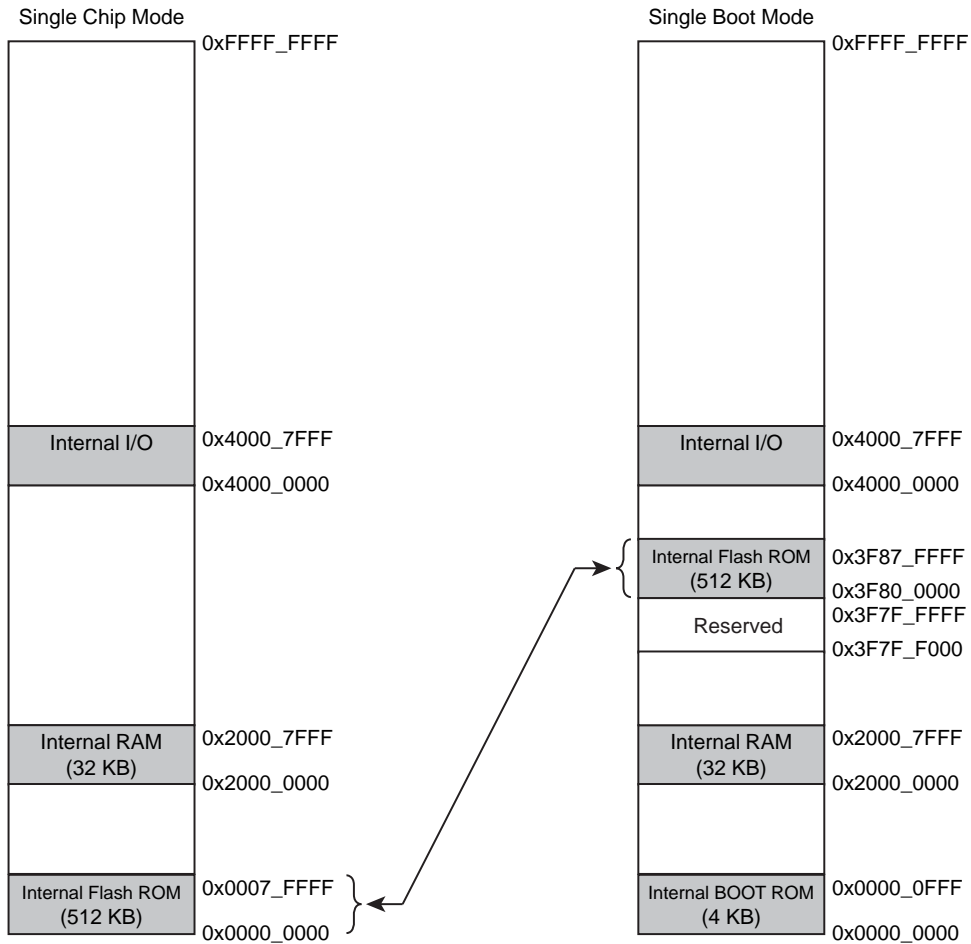 Single Chip Mode
0xFFFF_FFFF
Internal I/O
0x4000_7FFF
0x4000_0000
Internal RAM
(32 KB)
0x2000_7FFF
0x2000_0000
Internal Flash ROM
(512 KB)
0x0007_FFFF
0x0000_0000
Single Boot Mode
0xFFFF_FFFF
Internal I/O
0x4000_7FFF
0x4000_0000
Internal Flash ROM
(512 KB)
0x3F87_FFFF
0x3F80_0000
Reserved
0x3F7F_FFFF
0x3F7F_F000
Internal RAM
(32 KB)
0x2000_7FFF
0x2000_0000
Internal BOOT ROM
(4 KB)
0x0000_0FFF
0x0000_0000